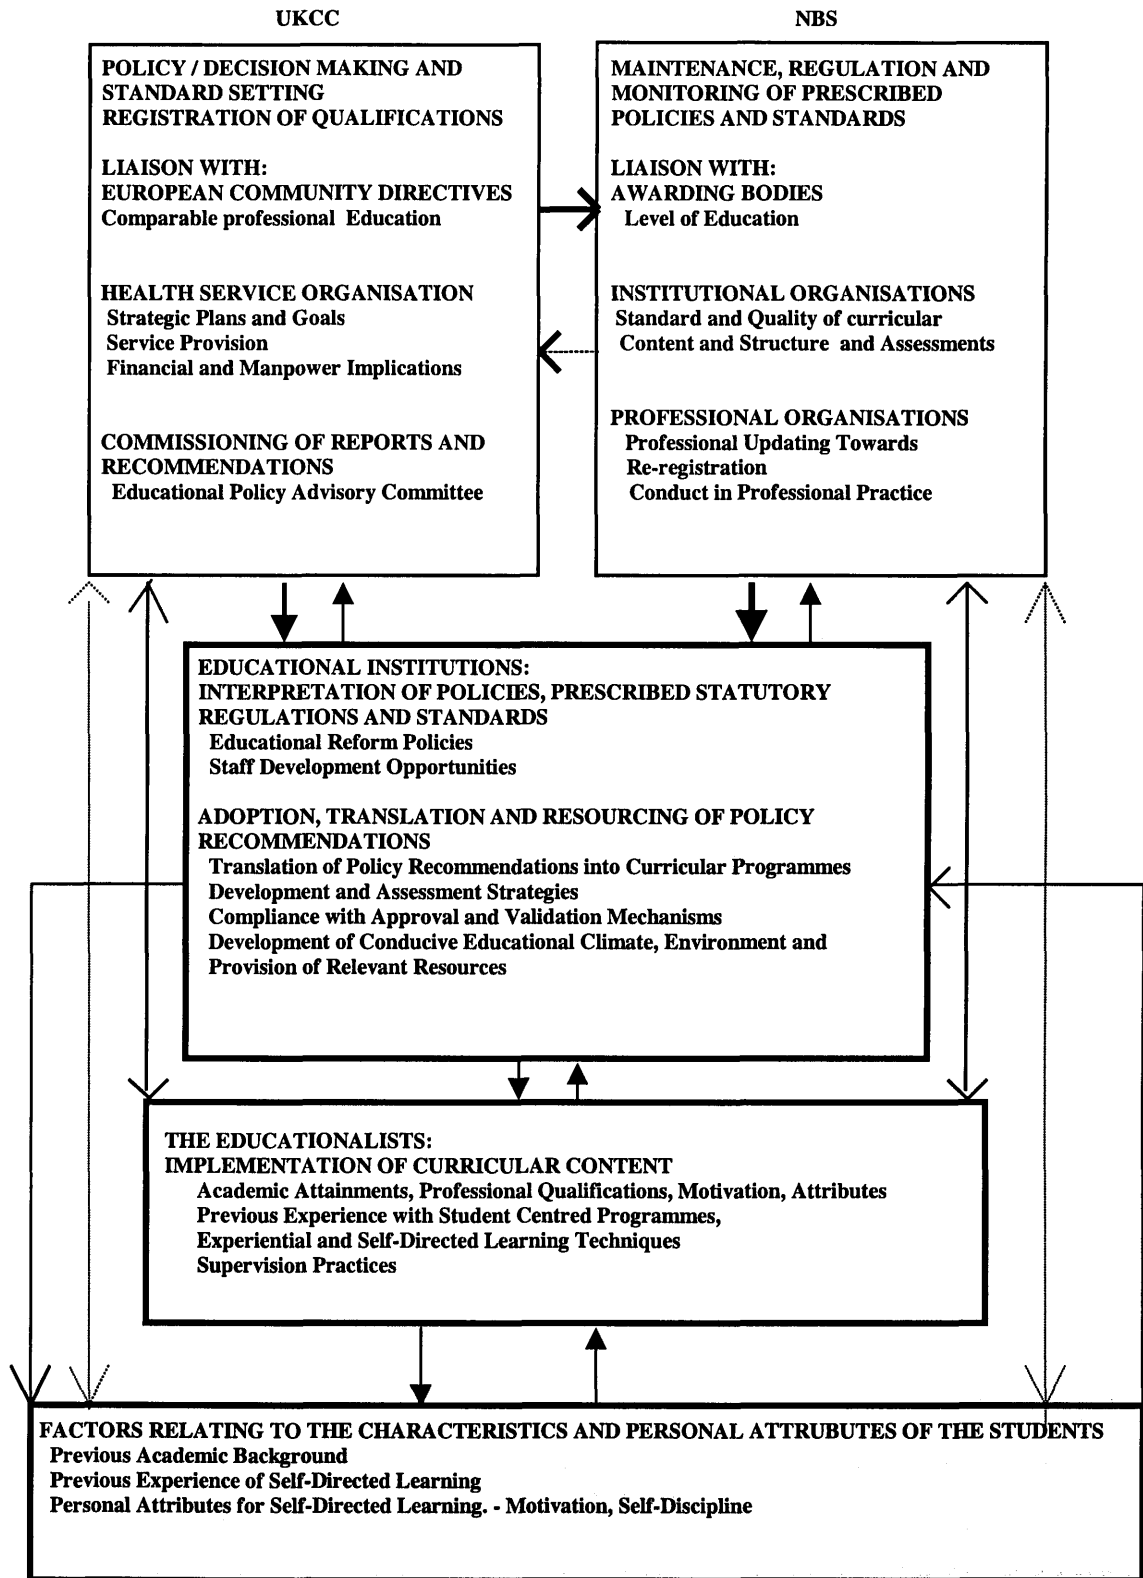 UKCC
POLICY / DECISION MAKING AND
STANDARD SETTING
REGISTRATION OF QUALIFICATIONS
LIAISON WITH:
EUROPEAN COMMUNITY DIRECTIVES
Comparable professional Education
HEALTH SERVICE ORGANISATION
Strategic Plans and Goals
Service Provision
Financial and Manpower Implications
COMMISSIONING OF REPORTS AND
RECOMMENDATIONS
Educational Policy Advisory Committee
NBS
MAINTENANCE, REGULATION AND
MONITORING OF PRESCRIBED
POLICIES AND STANDARDS
LIAISON WITH:
AWARDING BODIES
Level of Education
INSTITUTIONAL ORGANISATIONS
Standard and Quality of curricular
Content and Structure and Assessments
PROFESSIONAL ORGANISATIONS
Professional Updating Towards
Re-registration
Conduct in Professional Practice
EDUCATIONAL INSTITUTIONS:
INTERPRETATION OF POLICIES, PRESCRIBED STATUTORY
REGULATIONS AND STANDARDS
Educational Reform Policies
Staff Development Opportunities
ADOPTION, TRANSLATION AND RESOURCING OF POLICY
RECOMMENDATIONS
Translation of Policy Recommendations into Curricular Programmes
Development and Assessment Strategies
Compliance with Approval and Validation Mechanisms
Development of Conducive Educational Climate, Environment and
Provision of Relevant Resources
THE EDUCATIONALISTS:
IMPLEMENTATION OF CURRICULAR CONTENT
Academic Attainments, Professional Qualifications, Motivation, Attributes
Previous Experience with Student Centred Programmes,
Experiential and Self-Directed Learning Techniques
Supervision Practices
FACTORS RELATING TO THE CHARACTERISTICS AND PERSONAL ATTRUBUTES OF THE STUDENTS
Previous Academic Background
Previous Experience of Self-Directed Learning
Personal Attributes for Self-Directed Learning. - Motivation, Self-Discipline